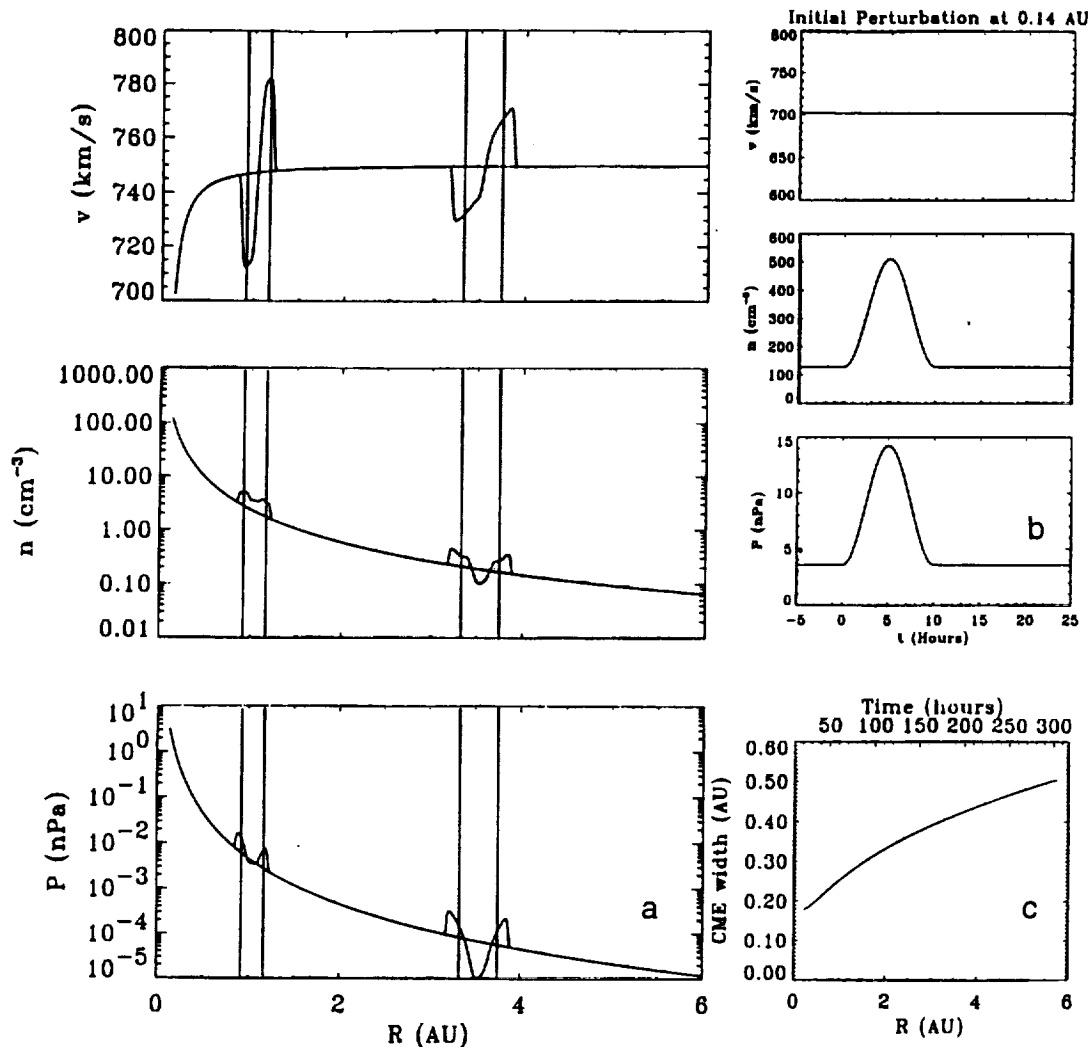 800
780
760
740
720
700
v (km/s)
1000.00
100.00
10.00
1.00
0.10
0.01
n (cm⁻³)
10¹
10⁰
10⁻¹
10⁻²
10⁻³
10⁻⁴
10⁻⁵
P (nPa)
a
0 2 4 6
R (AU)
Initial Perturbation at 0.14 AU
800
750
700
650
600
v (km/s)
600
500
400
300
200
100
0
n (cm⁻³)
15
10
5
0
P (nPa)
b
-5 0 5 10 15 20 25
t (Hours)
Time (hours)
50 100 150 200 250 300
0.60
0.50
0.40
0.30
0.20
0.10
0.00
CME width (AU)
c
0 2 4 6
R (AU)